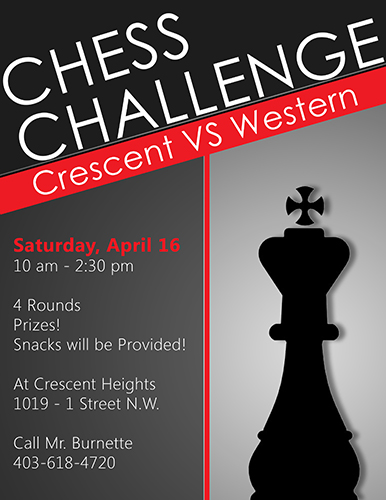 CHESS
CHALLENGE
Crescent VS Western
Saturday, April 16
10 am - 2:30 pm
4 Rounds
Prizes!
Snacks will be Provided!
At Crescent Heights
1019 - 1 Street N.W.
Call Mr. Burnette
403-618-4720